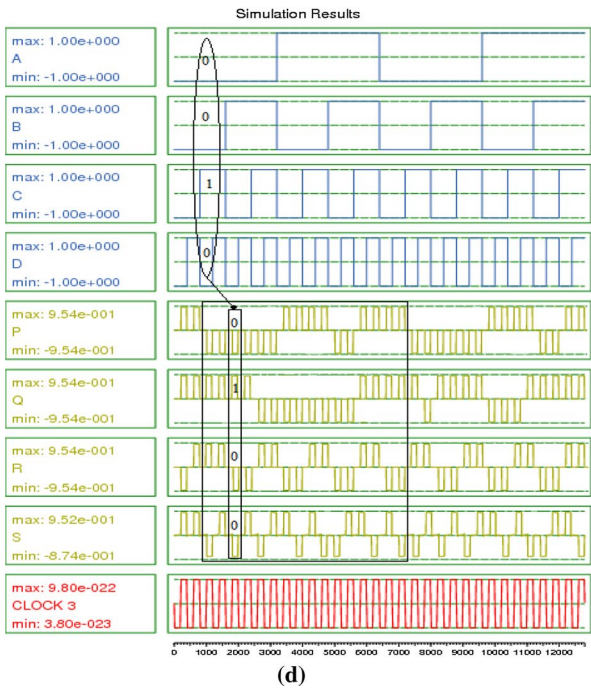 Simulation Results
max: 1.00e+000
A
min: -1.00e+000
0
max: 1.00e+000
B
min: -1.00e+000
0
max: 1.00e+000
C
min: -1.00e+000
1
max: 1.00e+000
D
min: -1.00e+000
0
max: 9.54e-001
P
min: -9.54e-001
0
max: 9.54e-001
Q
min: -9.54e-001
1
max: 9.54e-001
R
min: -9.54e-001
0
max: 9.52e-001
S
min: -8.74e-001
0
max: 9.80e-022
CLOCK 3
min: 3.80e-023
0 1000 2000 3000 4000 5000 6000 7000 8000 9000 10000 11000 12000
(d)